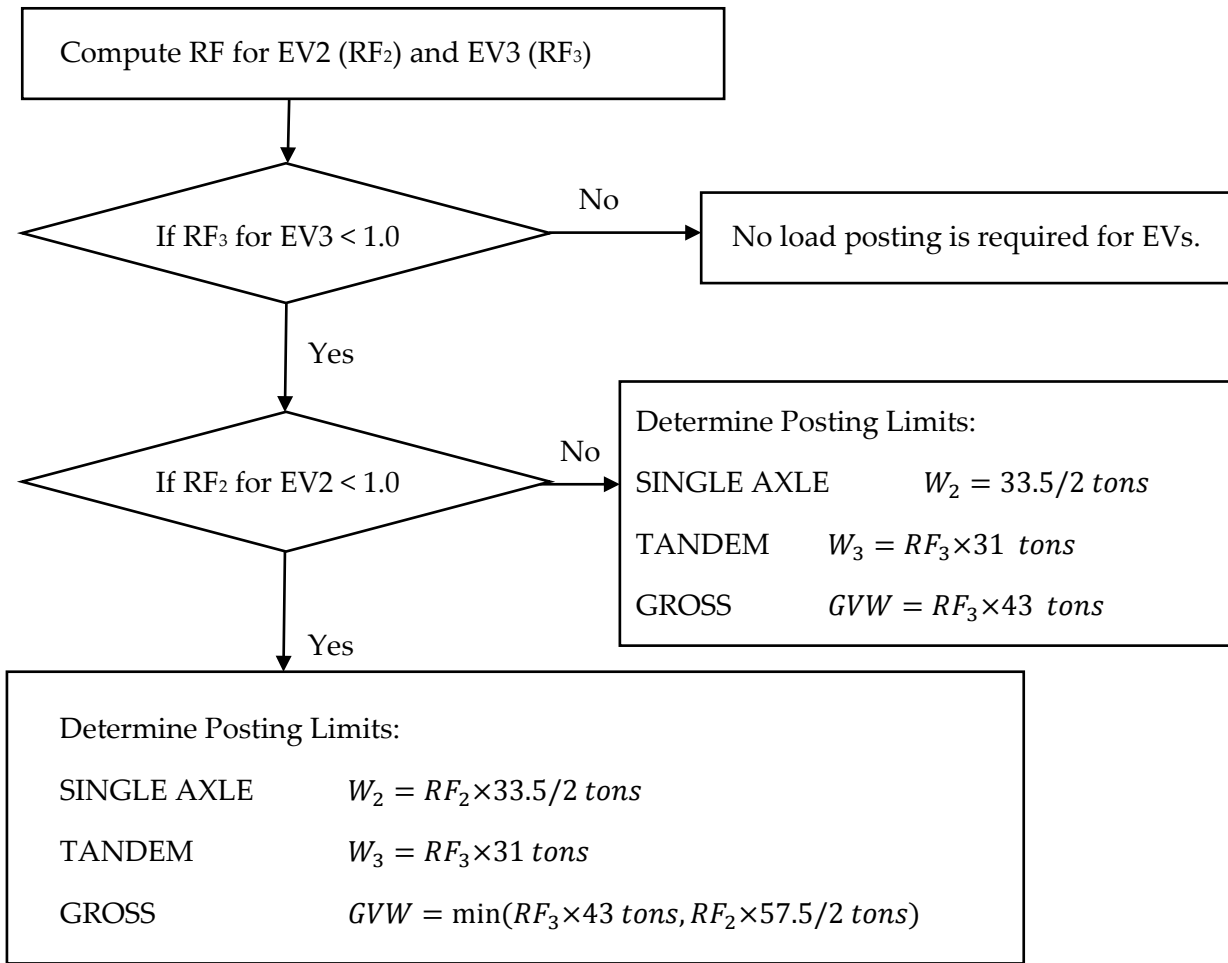 Compute RF for EV2 (RF₂) and EV3 (RF₃)
If RF₃ for EV3 < 1.0
No
No load posting is required for EVs.
Yes
If RF₂ for EV2 < 1.0
No
Determine Posting Limits:
SINGLE AXLE W₂ = 33.5/2 tons
TANDEM W₃ = RF₃×31 tons
GROSS GVW = RF₃×43 tons
Yes
Determine Posting Limits:
SINGLE AXLE W₂ = RF₂×33.5/2 tons
TANDEM W₃ = RF₃×31 tons
GROSS GVW = min(RF₃×43 tons, RF₂×57.5/2 tons)